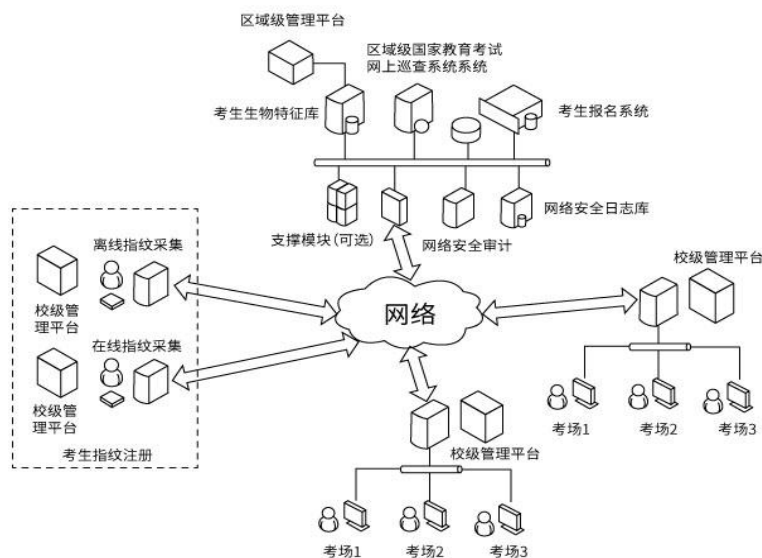 区域级管理平台
区域级国家教育考试
网上巡查系统系统
考生生物特征库
考生报名系统
支撑模块(可选)
网络安全审计
网络安全日志库
离线指纹采集
校级管
理平台
在线指纹采集
校级管
理平台
考生指纹注册
网络
校级管理平台
考场1
考场2
考场3
校级管理平台
考场1
考场2
考场3